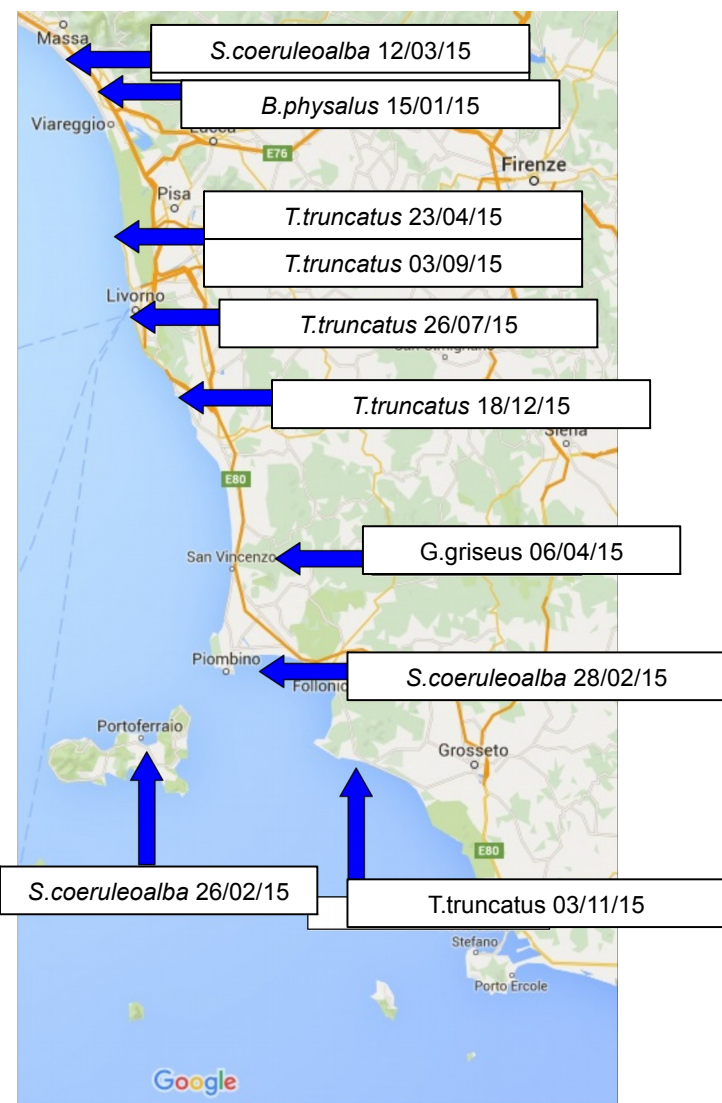 Massa
S.coeruleoalba 12/03/15
B.physalus 15/01/15
Viareggio
Lucca
E76
Firenze
Pisa
T.truncatus 23/04/15
T.truncatus 03/09/15
Livorno
T.truncatus 26/07/15
San Gimignano
T.truncatus 18/12/15
Siena
E80
G.griseus 06/04/15
San Vincenzo
Piombino
S.coeruleoalba 28/02/15
Follonic
Portoferraio
Grosseto
E80
S.coeruleoalba 26/02/15
T.truncatus 03/11/15
Stefano
Porto Ercole
Google